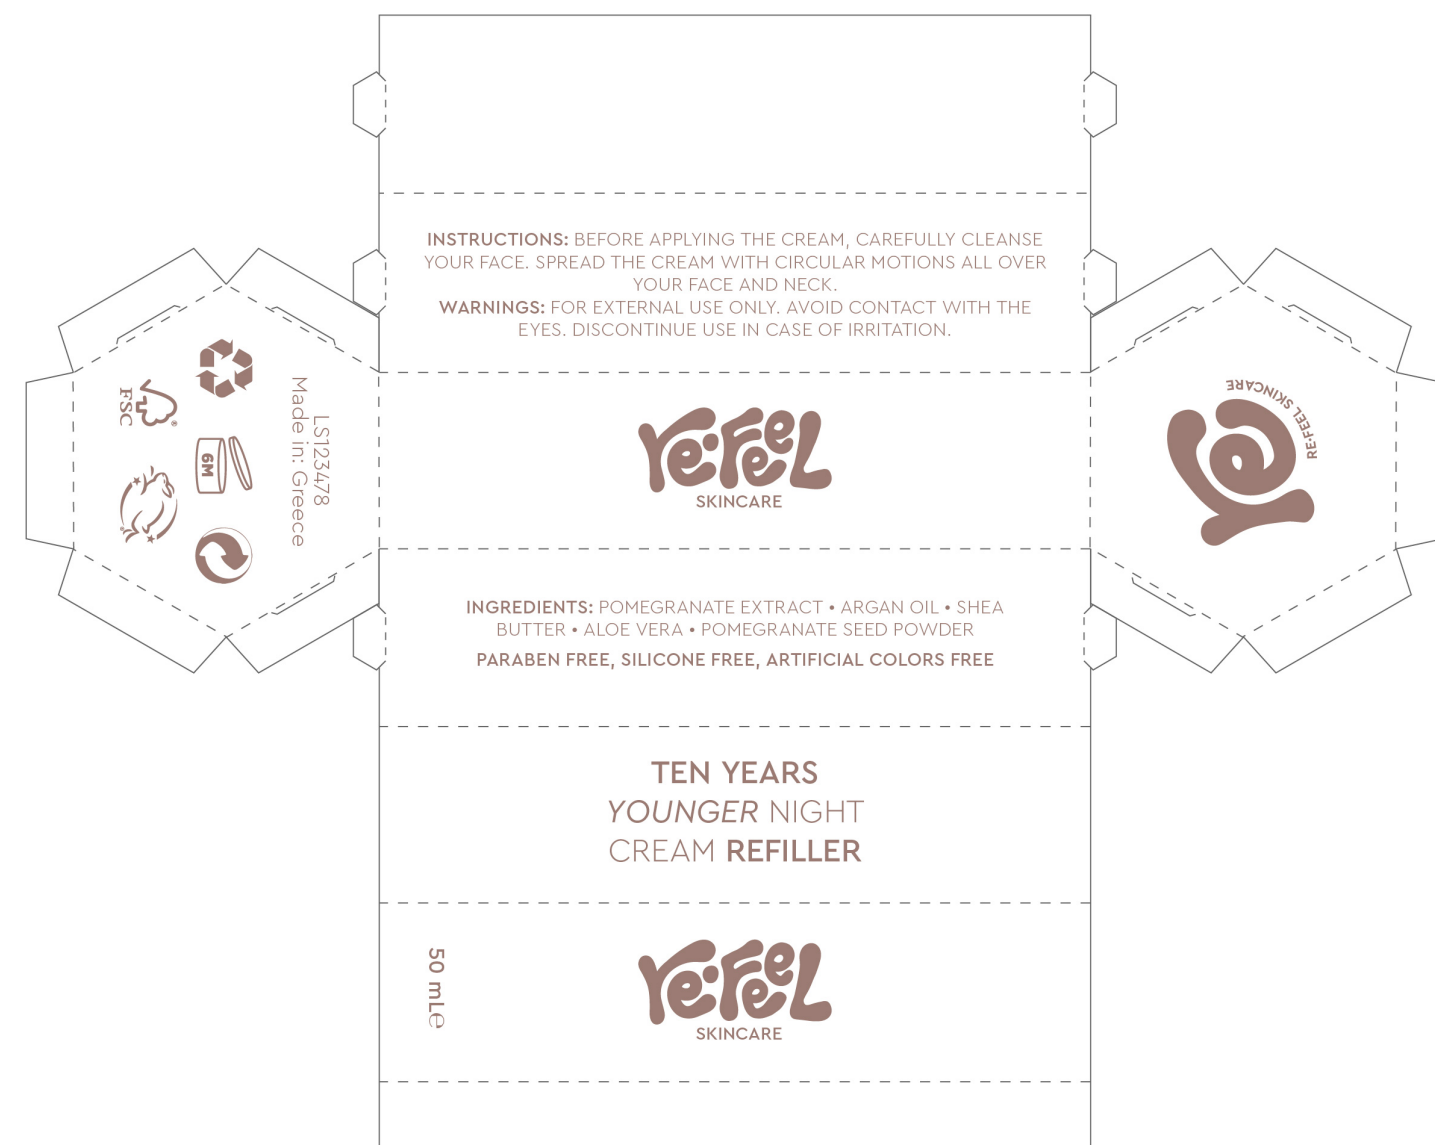 INSTRUCTIONS: BEFORE APPLYING THE CREAM, CAREFULLY CLEANSE
YOUR FACE. SPREAD THE CREAM WITH CIRCULAR MOTIONS ALL OVER
YOUR FACE AND NECK.
WARNINGS: FOR EXTERNAL USE ONLY. AVOID CONTACT WITH THE
EYES. DISCONTINUE USE IN CASE OF IRRITATION.
FSC
®
6M
LS123478
Made in: Greece
re:Feel
SKINCARE
re
RE·FEEL SKINCARE
INGREDIENTS: POMEGRANATE EXTRACT • ARGAN OIL • SHEA
BUTTER • ALOE VERA • POMEGRANATE SEED POWDER
PARABEN FREE, SILICONE FREE, ARTIFICIAL COLORS FREE
TEN YEARS
YOUNGER NIGHT
CREAM REFILLER
50 mL℮
re:Feel
SKINCARE